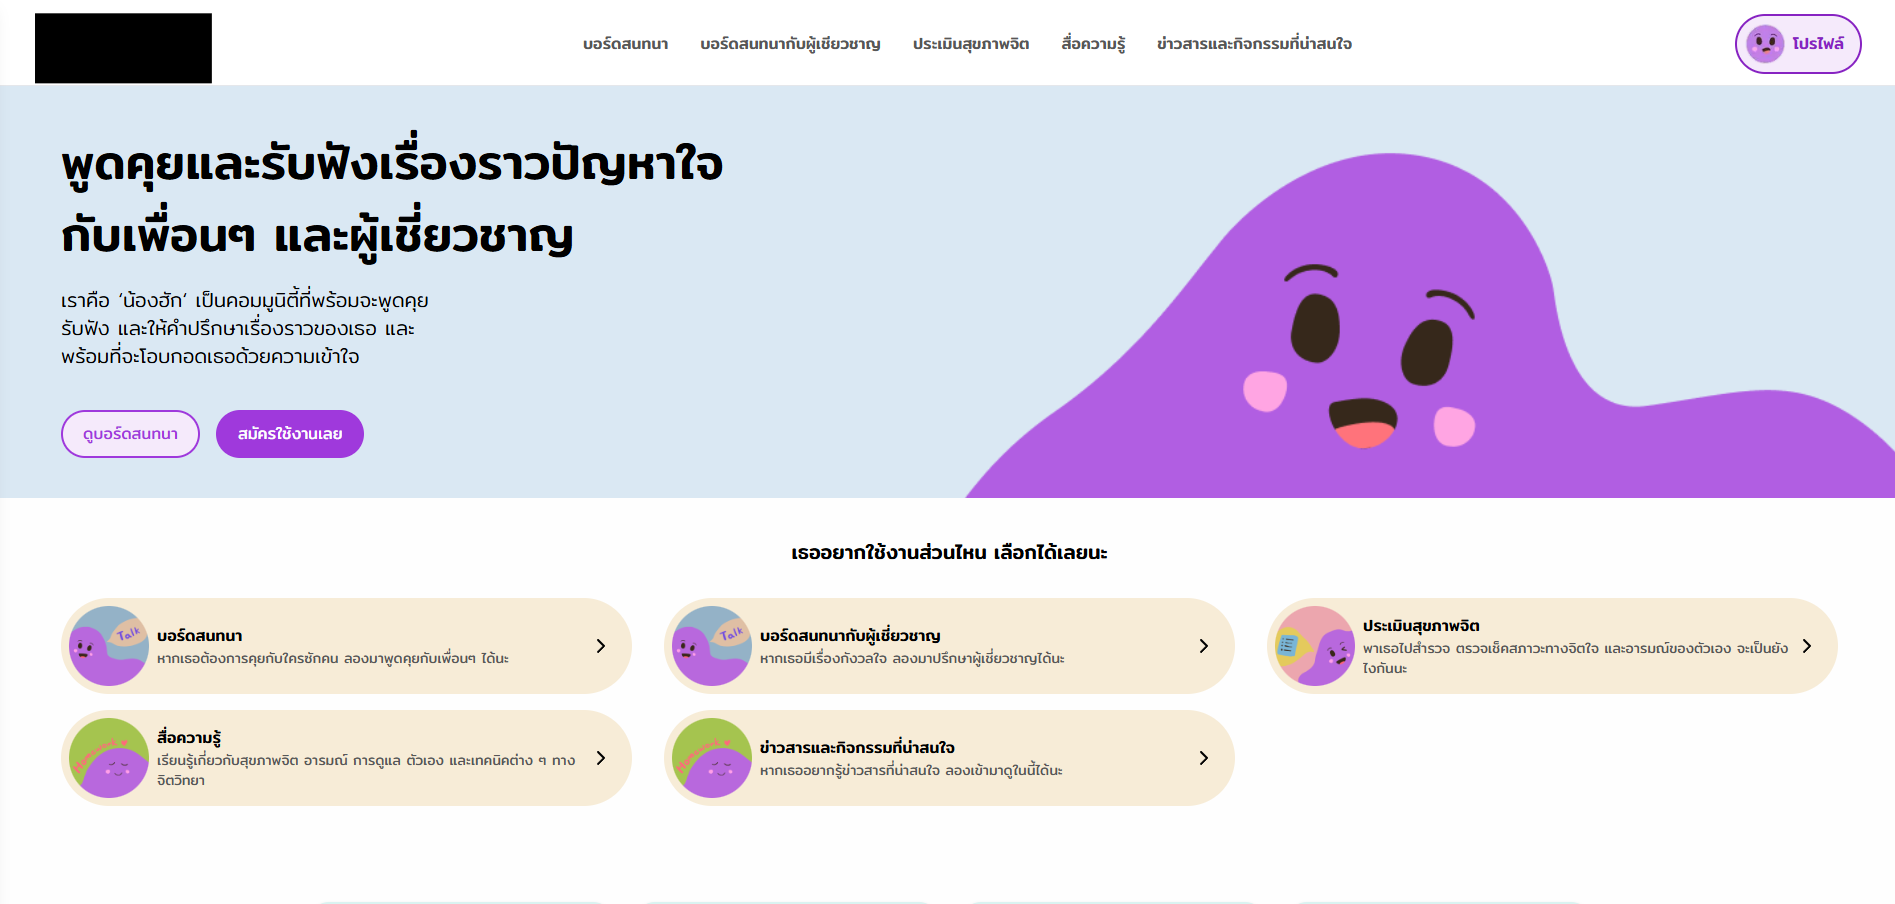 บอร์ดสนทนา
บอร์ดสนทนากับผู้เชี่ยวชาญ
ประเมินสุขภาพจิต
สื่อความรู้
ข่าวสารและกิจกรรมที่น่าสนใจ
โปรไฟล์
พูดคุยและรับฟังเรื่องราวปัญหาใจ
กับเพื่อนๆ และผู้เชี่ยวชาญ
เราคือ ‘น้องฮัก‘ เป็นคอมมูนิตี้ที่พร้อมจะพูดคุย
รับฟัง และให้คำปรึกษาเรื่องราวของเธอ และ
พร้อมที่จะโอบกอดเธอด้วยความเข้าใจ
ดูบอร์ดสนทนา
สมัครใช้งานเลย
เธออยากใช้งานส่วนไหน เลือกได้เลยนะ
Talk
บอร์ดสนทนา
หากเธอต้องการคุยกับใครซักคน ลองมาพูดคุยกับเพื่อนๆ ได้นะ
Talk
บอร์ดสนทนากับผู้เชี่ยวชาญ
หากเธอมีเรื่องกังวลใจ ลองมาปรึกษาผู้เชี่ยวชาญได้นะ
ประเมินสุขภาพจิต
พาเธอไปสำรวจ ตรวจเช็คสภาวะทางจิตใจ และอารมณ์ของตัวเอง จะเป็นยัง
ไงกันนะ
Homework
สื่อความรู้
เรียนรู้เกี่ยวกับสุขภาพจิต อารมณ์ การดูแล ตัวเอง และเทคนิคต่าง ๆ ทาง
จิตวิทยา
Homework
ข่าวสารและกิจกรรมที่น่าสนใจ
หากเธออยากรู้ข่าวสารที่น่าสนใจ ลองเข้ามาดูในนี้ได้นะ